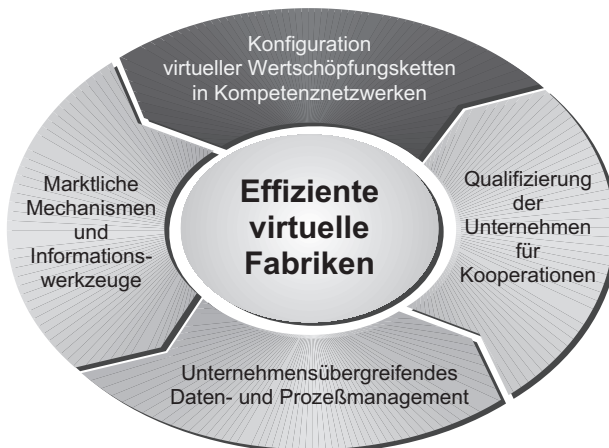 Konfiguration
virtueller Wertschöpfungsketten
in Kompetenznetzwerken
Marktliche
Mechanismen
und
Informations-
werkzeuge
Effiziente
virtuelle
Fabriken
Qualifizierung
der
Unternehmen
für
Kooperationen
Unternehmensübergreifendes
Daten- und Prozeßmanagement